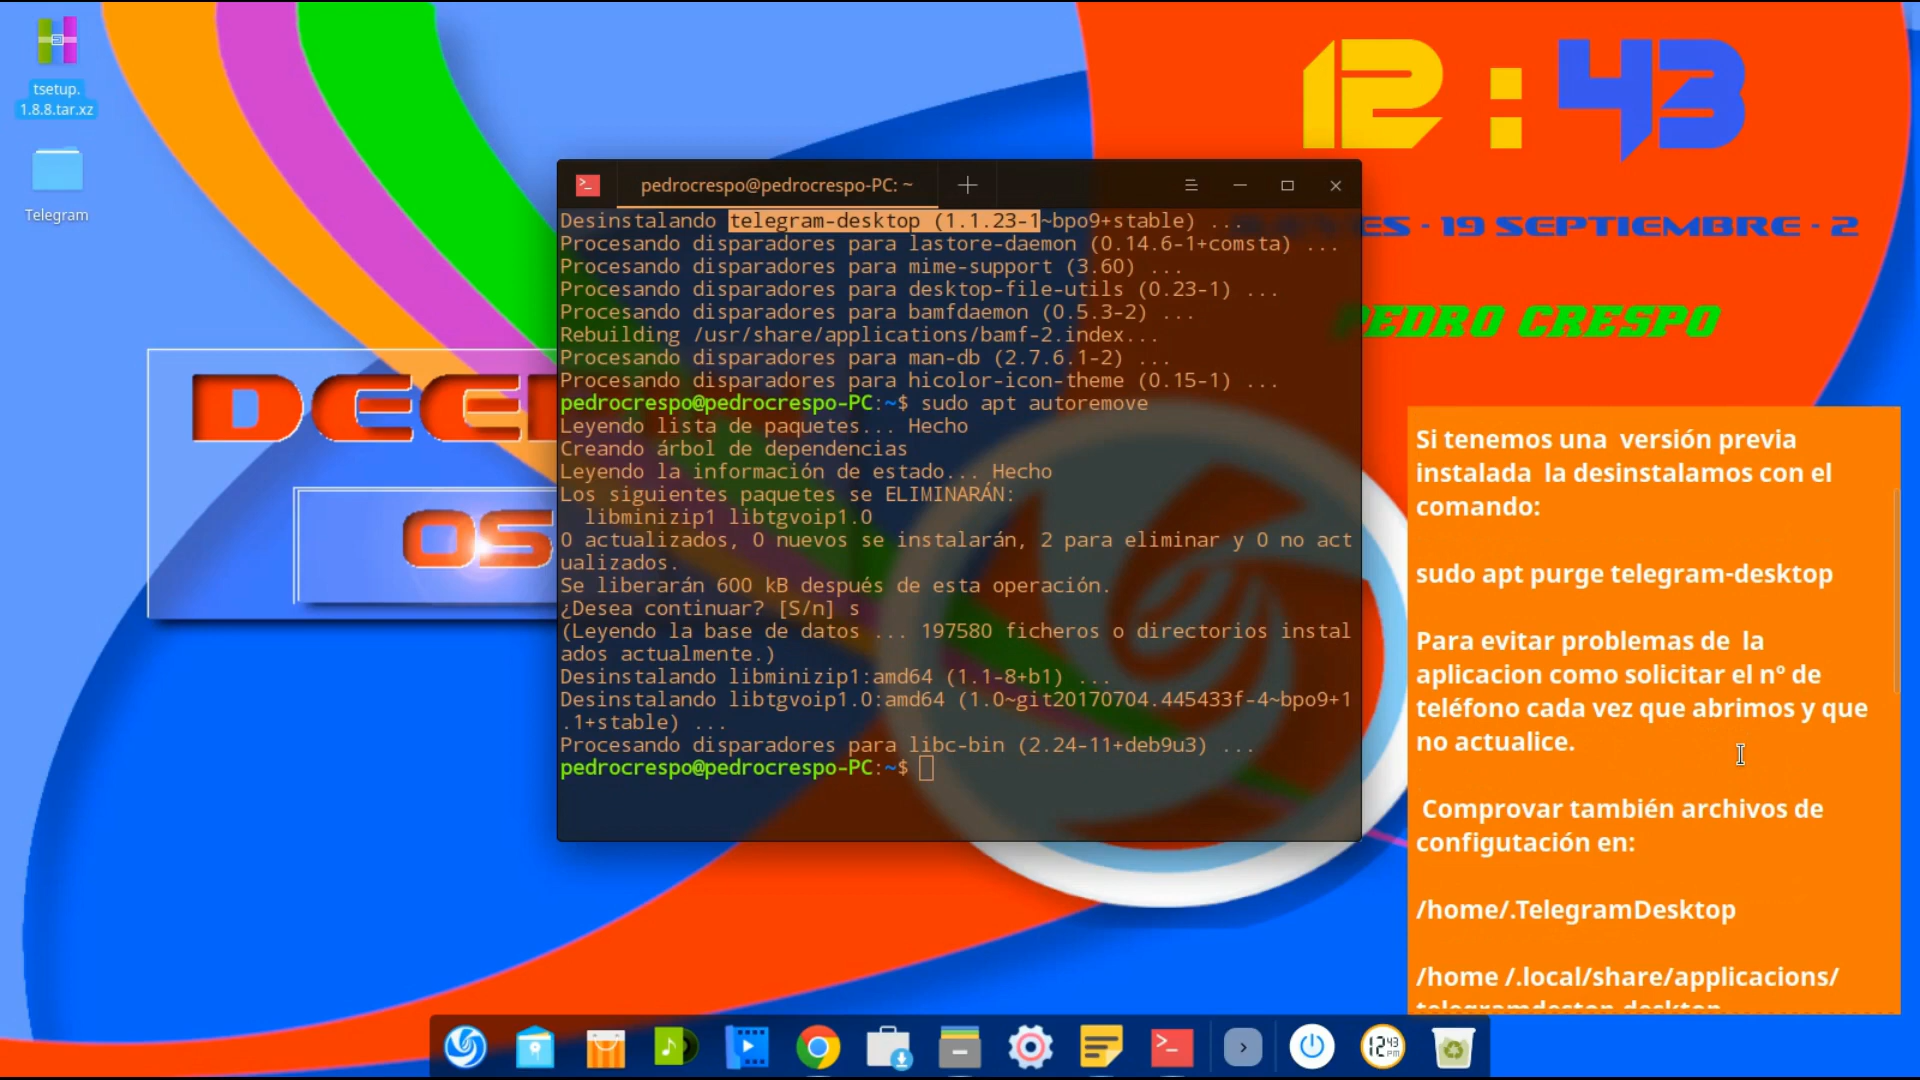 tsetup.
1.8.8.tar.xz
Telegram
12:43
ES - 19 SEPTIEMBRE - 2
PEDRO CRESPO
DEE
OS
pedrocrespo@pedrocrespo-PC: ~
Desinstalando telegram-desktop (1.1.23-1~bpo9+stable) ...
Procesando disparadores para lastore-daemon (0.14.6-1+comsta) ...
Procesando disparadores para mime-support (3.60) ...
Procesando disparadores para desktop-file-utils (0.23-1) ...
Procesando disparadores para bamfdaemon (0.5.3-2) ...
Rebuilding /usr/share/applications/bamf-2.index...
Procesando disparadores para man-db (2.7.6.1-2) ...
Procesando disparadores para hicolor-icon-theme (0.15-1) ...
pedrocrespo@pedrocrespo-PC:~$ sudo apt autoremove
Leyendo lista de paquetes... Hecho
Creando árbol de dependencias
Leyendo la información de estado... Hecho
Los siguientes paquetes se ELIMINARÁN:
libminizip1 libtgvoip1.0
0 actualizados, 0 nuevos se instalarán, 2 para eliminar y 0 no act
ualizados.
Se liberarán 600 kB después de esta operación.
¿Desea continuar? [S/n] s
(Leyendo la base de datos ... 197580 ficheros o directorios instal
ados actualmente.)
Desinstalando libminizip1:amd64 (1.1-8+b1) ...
Desinstalando libtgvoip1.0:amd64 (1.0~git20170704.445433f-4~bpo9+1
.1+stable) ...
Procesando disparadores para libc-bin (2.24-11+deb9u3) ...
pedrocrespo@pedrocrespo-PC:~$
Si tenemos una versión previa
instalada la desinstalamos con el
comando:
sudo apt purge telegram-desktop
Para evitar problemas de la
aplicacion como solicitar el nº de
teléfono cada vez que abrimos y que
no actualice.
Comprovar también archivos de
configutación en:
/home/.TelegramDesktop
/home /.local/share/applicacions/
12 43
PM